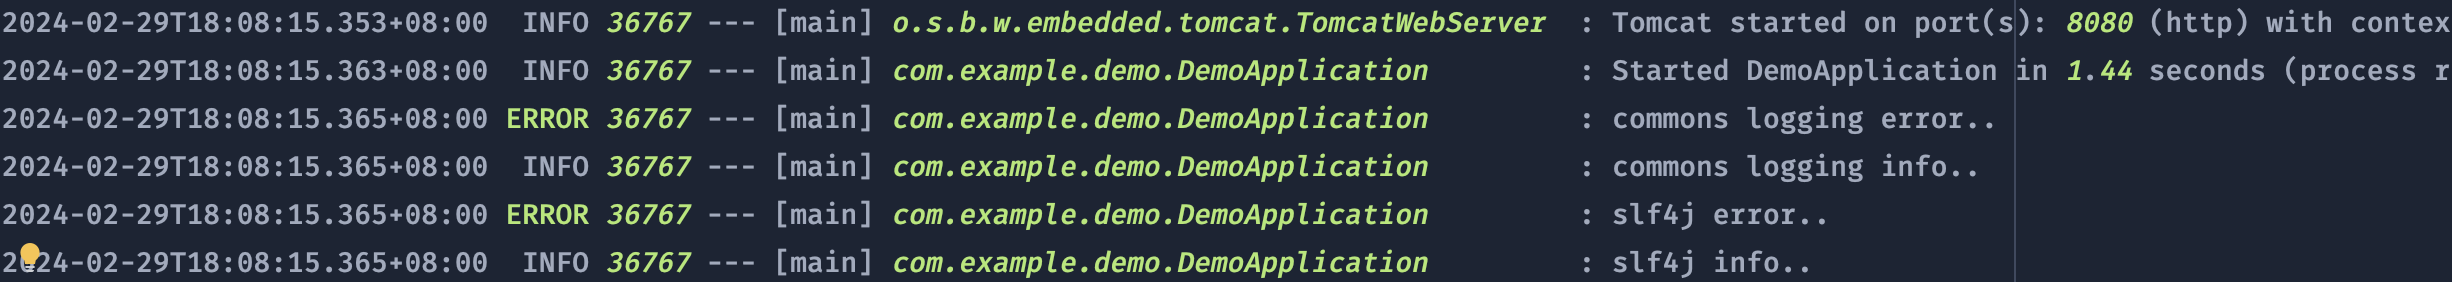 2024-02-29T18:08:15.353+08:00  INFO 36767 --- [main] o.s.b.w.embedded.tomcat.TomcatWebServer  : Tomcat started on port(s): 8080 (http) with contex
2024-02-29T18:08:15.363+08:00  INFO 36767 --- [main] com.example.demo.DemoApplication         : Started DemoApplication in 1.44 seconds (process r
2024-02-29T18:08:15.365+08:00 ERROR 36767 --- [main] com.example.demo.DemoApplication         : commons logging error..
2024-02-29T18:08:15.365+08:00  INFO 36767 --- [main] com.example.demo.DemoApplication         : commons logging info..
2024-02-29T18:08:15.365+08:00 ERROR 36767 --- [main] com.example.demo.DemoApplication         : slf4j error..
2024-02-29T18:08:15.365+08:00  INFO 36767 --- [main] com.example.demo.DemoApplication         : slf4j info..